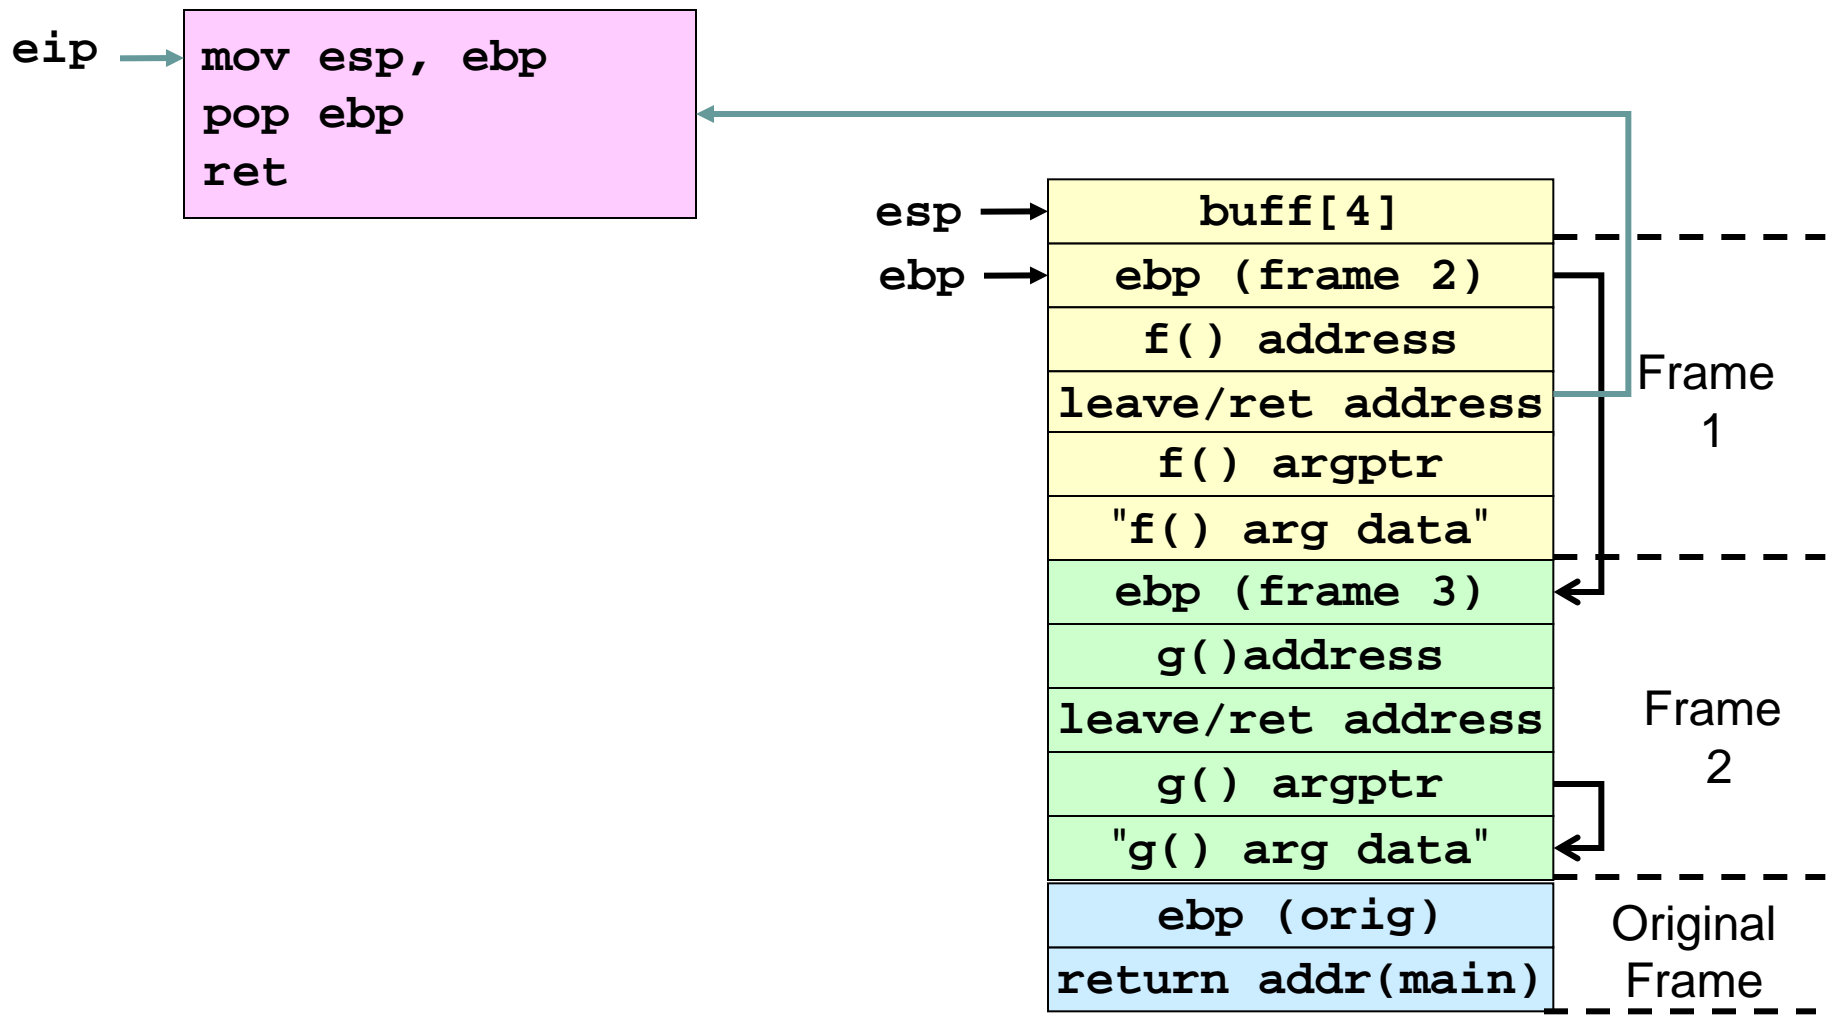 eip
mov esp, ebp
pop ebp
ret
esp
buff[4]
ebp
ebp (frame 2)
f() address
leave/ret address
f() argptr
"f() arg data"
Frame
1
ebp (frame 3)
g()address
leave/ret address
g() argptr
"g() arg data"
Frame
2
ebp (orig)
return addr(main)
Original
Frame